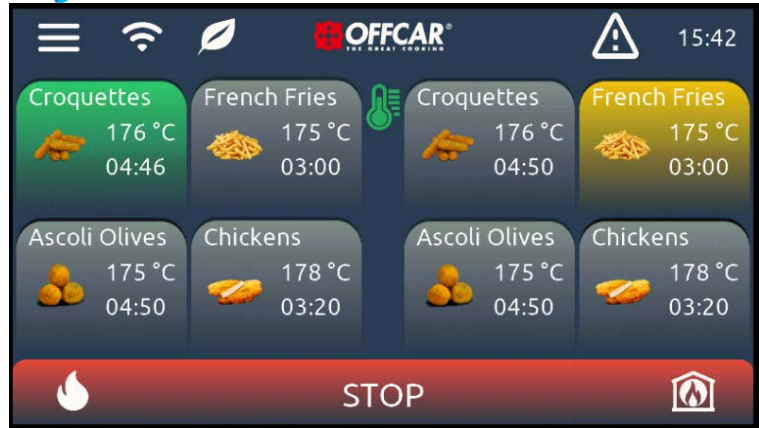 OFFCAR®
THE GREAT COOKING
15:42
Croquettes
176 °C
04:46
French Fries
175 °C
03:00
Croquettes
176 °C
04:50
French Fries
175 °C
03:00
Ascoli Olives
175 °C
04:50
Chickens
178 °C
03:20
Ascoli Olives
175 °C
04:50
Chickens
178 °C
03:20
STOP